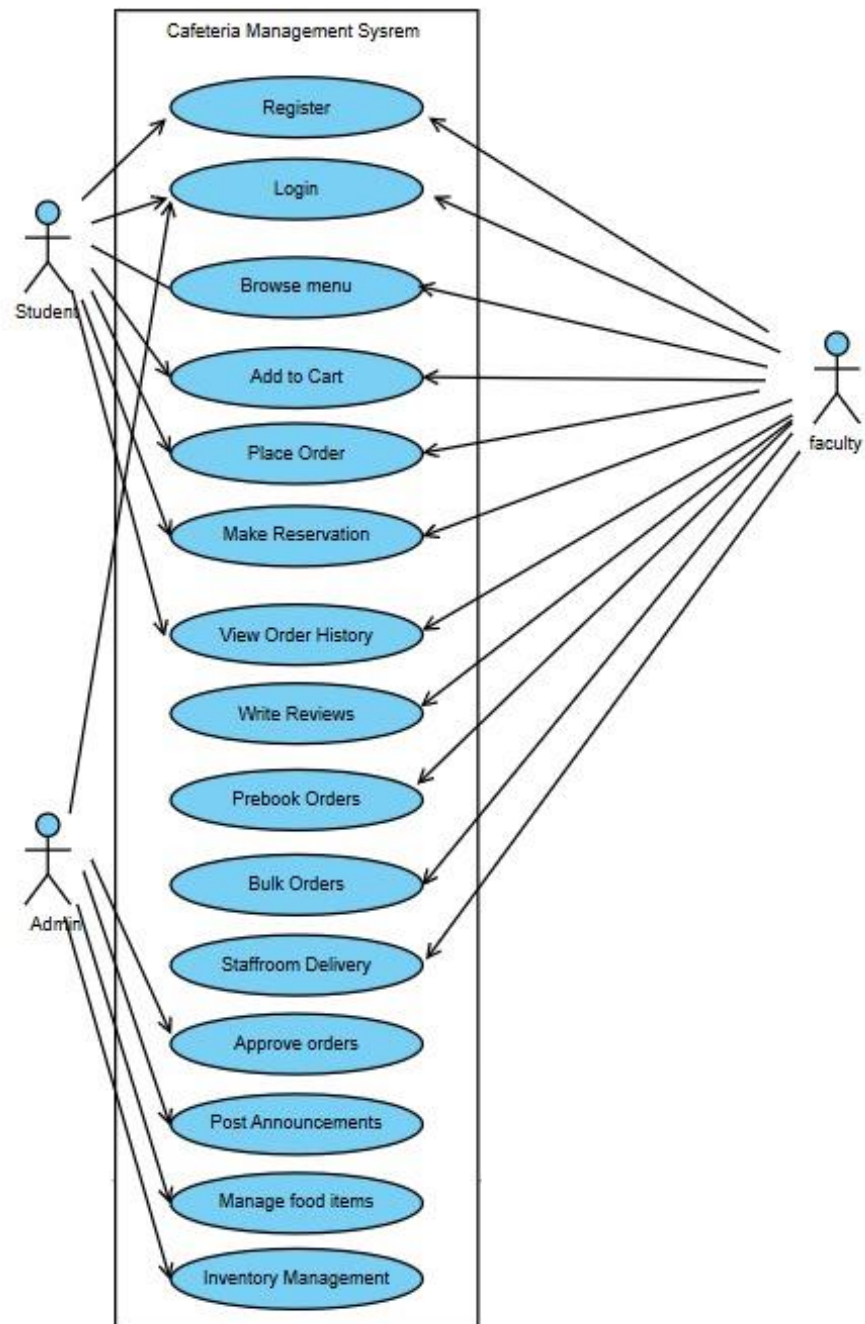 Cafeteria Management Sysrem
Register
Login
Student
Browse menu
Add to Cart
faculty
Place Order
Make Reservation
View Order History
Write Reviews
Prebook Orders
Bulk Orders
Admin
Staffroom Delivery
Approve orders
Post Announcements
Manage food items
Inventory Management